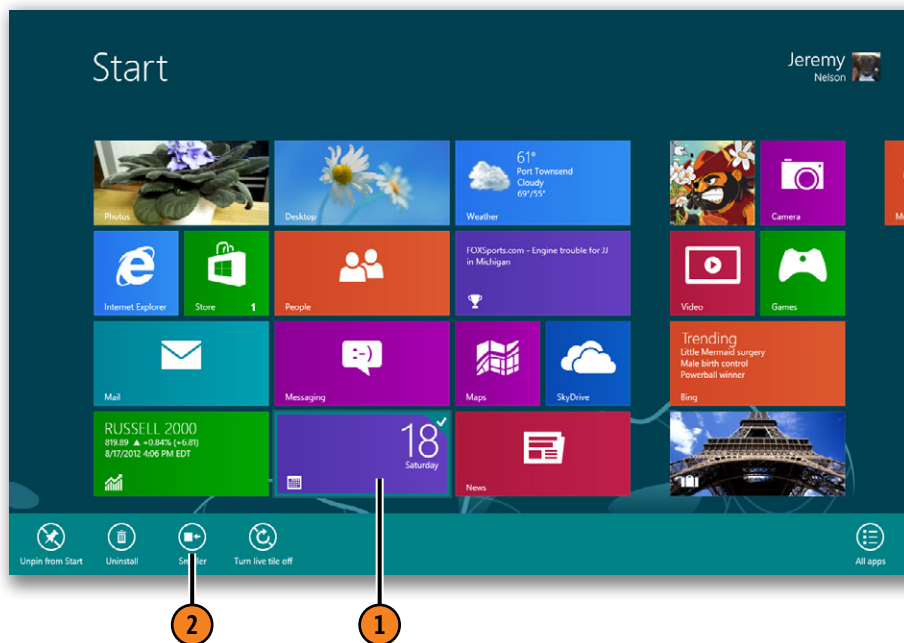 Start
Jeremy
Nelson
Photos
Desktop
61°
Port Townsend
Cloudy
69°/55°
Weather
Camera
Internet Explorer
Store
1
People
FOXSports.com - Engine trouble for JJ
in Michigan
Video
Games
Mail
:-)
Messaging
Maps
SkyDrive
Trending
Little Mermaid surgery
Male birth control
Powerball winner
Bing
RUSSELL 2000
819.89 ▲ +0.84% (+6.81)
8/17/2012 4:06 PM EDT
18
Saturday
News
Unpin from Start
Uninstall
Smaller
Turn live tile off
All apps
2
1